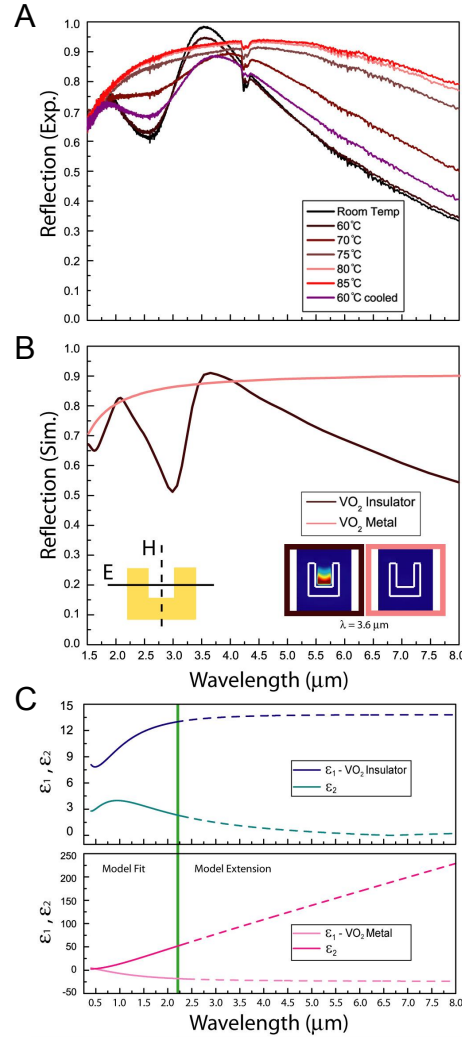 A
Reflection (Exp.)
1.0
0.9
0.8
0.7
0.6
0.5
0.4
0.3
0.2
0.1
0.0
Room Temp
60°C
70°C
75°C
80°C
85°C
60°C cooled
B
Reflection (Sim.)
1.0
0.9
0.8
0.7
0.6
0.5
0.4
0.3
0.2
0.1
0.0
VO₂ Insulator
VO₂ Metal
H
E
λ = 3.6 μm
1.5 2.0 2.5 3.0 3.5 4.0 4.5 5.0 5.5 6.0 6.5 7.0 7.5 8.0
Wavelength (μm)
C
ε₁ , ε₂
15
12
9
6
3
0
ε₁ - VO₂ Insulator
ε₂
ε₁ , ε₂
250
200
150
100
50
0
-50
Model Fit
Model Extension
ε₁ - VO₂ Metal
ε₂
0.5 1.0 1.5 2.0 2.5 3.0 3.5 4.0 4.5 5.0 5.5 6.0 6.5 7.0 7.5 8.0
Wavelength (μm)